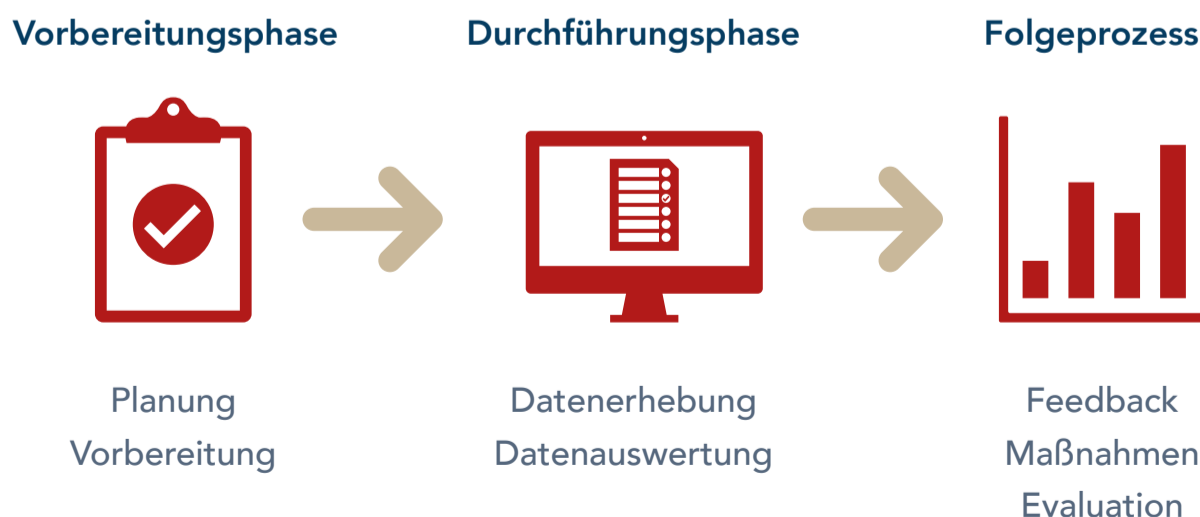 Vorbereitungsphase
Durchführungsphase
Folgeprozess
Planung
Vorbereitung
Datenerhebung
Datenauswertung
Feedback
Maßnahmen
Evaluation